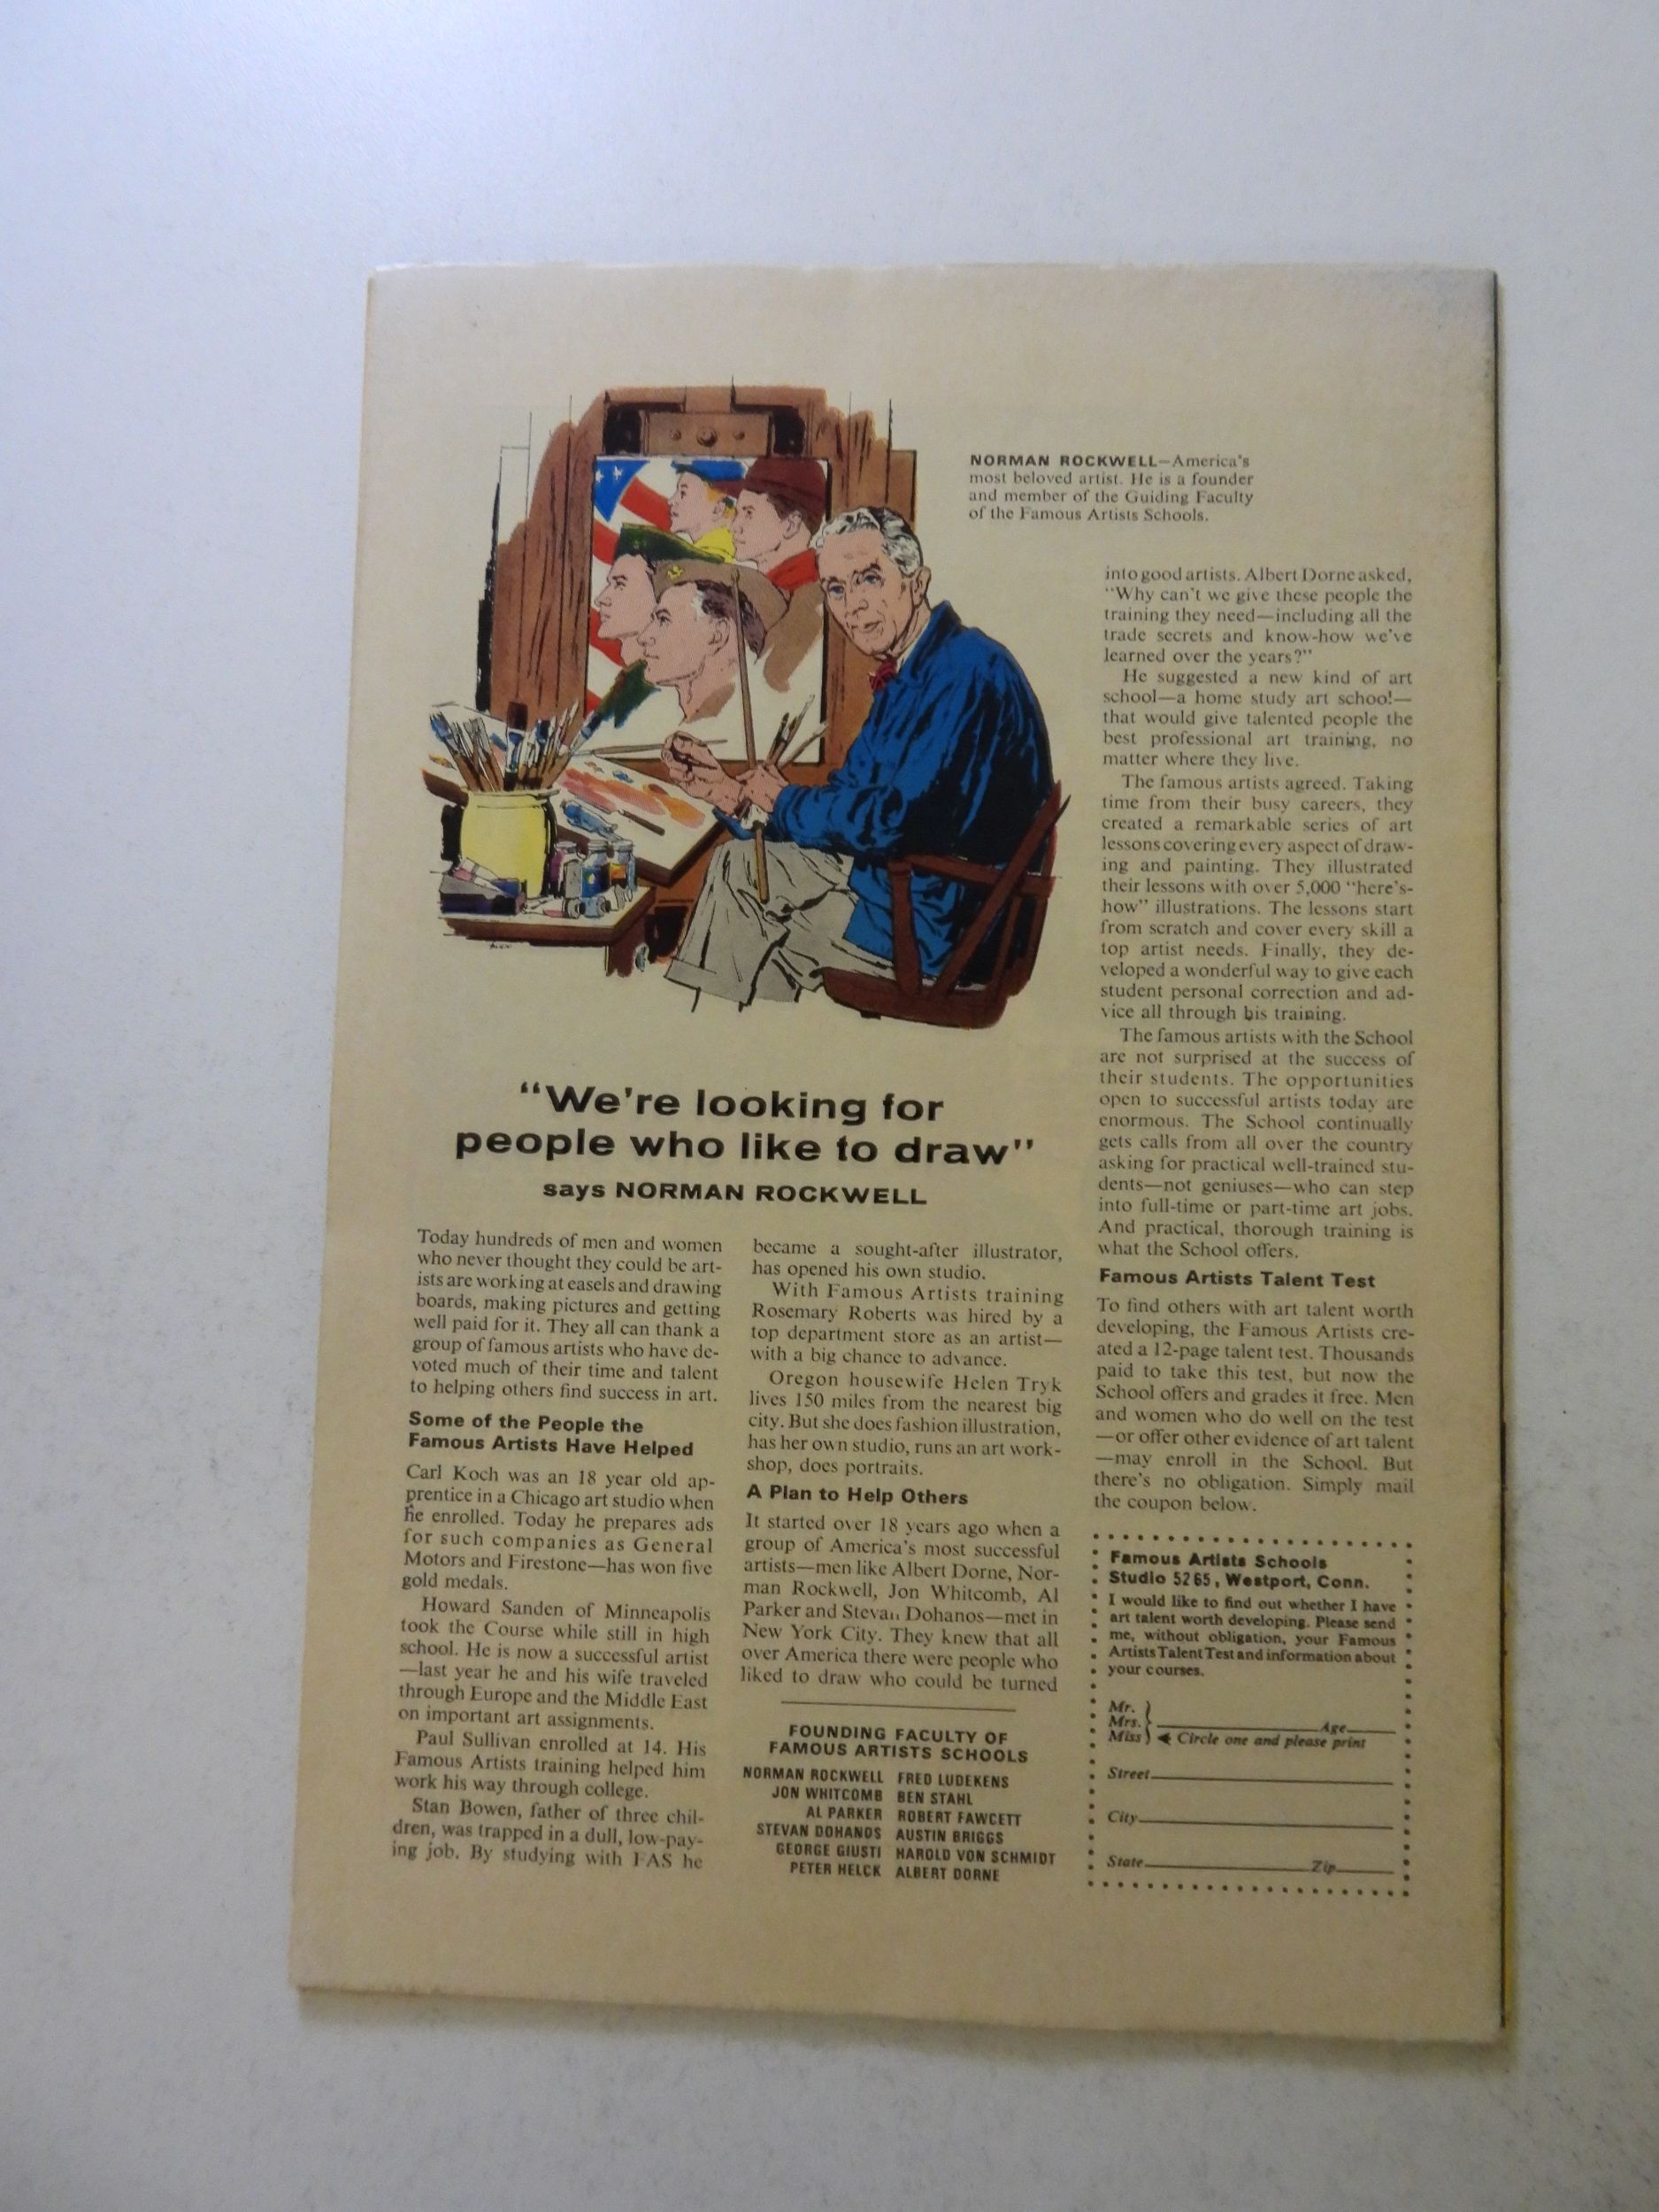 NORMAN ROCKWELL—America's
most beloved artist. He is a founder
and member of the Guiding Faculty
of the Famous Artists Schools.
"We're looking for
people who like to draw"
says NORMAN ROCKWELL
Today hundreds of men and women
who never thought they could be art-
ists are working at easels and drawing
boards, making pictures and getting
well paid for it. They all can thank a
group of famous artists who have de-
voted much of their time and talent
to helping others find success in art.
Some of the People the
Famous Artists Have Helped
Carl Koch was an 18 year old ap-
prentice in a Chicago art studio when
he enrolled. Today he prepares ads
for such companies as General
Motors and Firestone—has won five
gold medals.
Howard Sanden of Minneapolis
took the Course while still in high
school. He is now a successful artist
—last year he and his wife traveled
through Europe and the Middle East
on important art assignments.
Paul Sullivan enrolled at 14. His
Famous Artists training helped him
work his way through college.
Stan Bowen, father of three chil-
dren, was trapped in a dull, low-pay-
ing job. By studying with FAS he
became a sought-after illustrator,
has opened his own studio.
With Famous Artists training
Rosemary Roberts was hired by a
top department store as an artist—
with a big chance to advance.
Oregon housewife Helen Tryk
lives 150 miles from the nearest big
city. But she does fashion illustration,
has her own studio, runs an art work-
shop, does portraits.
A Plan to Help Others
It started over 18 years ago when a
group of America's most successful
artists—men like Albert Dorne, Nor-
man Rockwell, Jon Whitcomb, Al
Parker and Stevan Dohanos—met in
New York City. They knew that all
over America there were people who
liked to draw who could be turned
FOUNDING FACULTY OF
FAMOUS ARTISTS SCHOOLS
NORMAN ROCKWELL FRED LUDEKENS
JON WHITCOMB BEN STAHL
AL PARKER ROBERT FAWCETT
STEVAN DOHANOS AUSTIN BRIGGS
GEORGE GIUSTI HAROLD VON SCHMIDT
PETER HELCK ALBERT DORNE
into good artists. Albert Dorne asked,
"Why can't we give these people the
training they need—including all the
trade secrets and know-how we've
learned over the years?"
He suggested a new kind of art
school—a home study art school—
that would give talented people the
best professional art training, no
matter where they live.
The famous artists agreed. Taking
time from their busy careers, they
created a remarkable series of art
lessons covering every aspect of draw-
ing and painting. They illustrated
their lessons with over 5,000 "here's-
how" illustrations. The lessons start
from scratch and cover every skill a
top artist needs. Finally, they de-
veloped a wonderful way to give each
student personal correction and ad-
vice all through his training.
The famous artists with the School
are not surprised at the success of
their students. The opportunities
open to successful artists today are
enormous. The School continually
gets calls from all over the country
asking for practical well-trained stu-
dents—not geniuses—who can step
into full-time or part-time art jobs.
And practical, thorough training is
what the School offers.
Famous Artists Talent Test
To find others with art talent worth
developing, the Famous Artists cre-
ated a 12-page talent test. Thousands
paid to take this test, but now the
School offers and grades it free. Men
and women who do well on the test
—or offer other evidence of art talent
—may enroll in the School. But
there's no obligation. Simply mail
the coupon below.
Famous Artists Schools
Studio 5265, Westport, Conn.
I would like to find out whether I have
art talent worth developing. Please send
me, without obligation, your Famous
Artists Talent Test and information about
your courses.
Mr.
Mrs. Age
Miss Circle one and please print
Street
City
State Zip